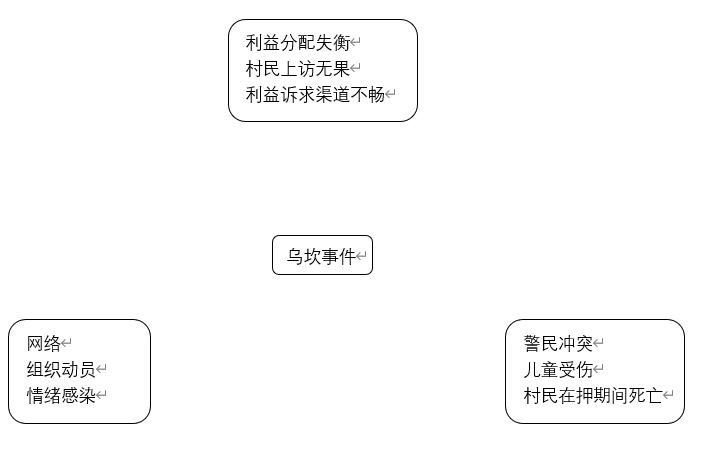 利益分配失衡
村民上访无果
利益诉求渠道不畅
乌坎事件
网络
组织动员
情绪感染
警民冲突
儿童受伤
村民在押期间死亡